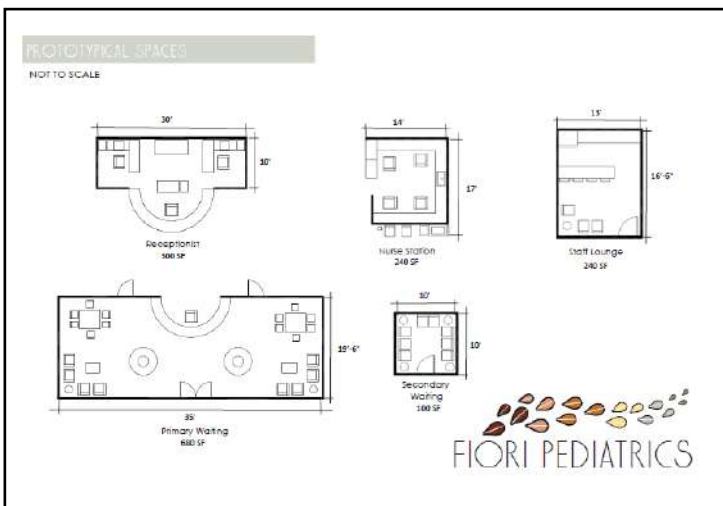 PROTOTYPICAL SPACES
NOT TO SCALE
30'
10'
Receptionist
300 SF
14'
17'
Nurse Station
240 SF
15'
16'-6"
Staff Lounge
240 SF
19'-6"
35'
Primary Waiting
680 SF
10'
10'
Secondary
Waiting
100 SF
FIORI PEDIATRICS